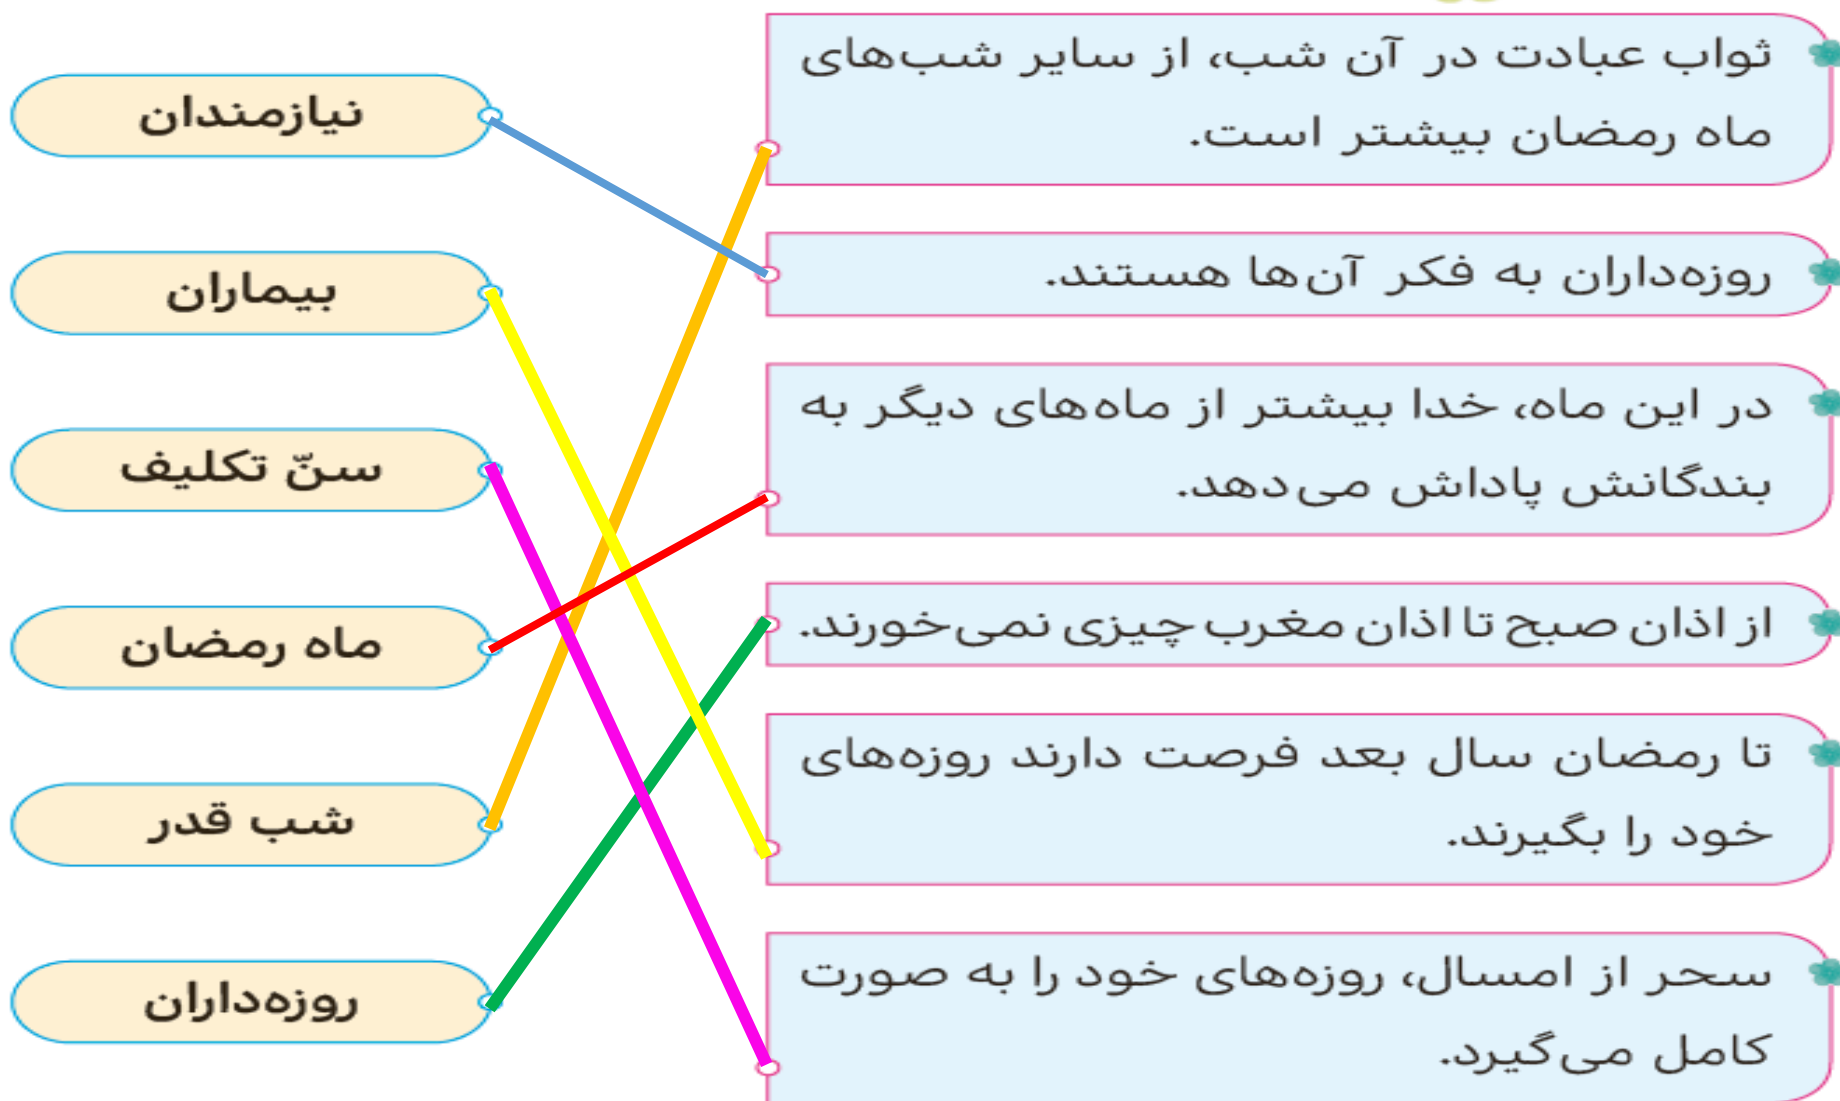 ثواب عبادت در آن شب، از سایر شب‌های
ماه رمضان بیشتر است.
روزه‌داران به فکر آن‌ها هستند.
در این ماه، خدا بیشتر از ماه‌های دیگر به
بندگانش پاداش می‌دهد.
از اذان صبح تا اذان مغرب چیزی نمی‌خورند.
تا رمضان سال بعد فرصت دارند روزه‌های
خود را بگیرند.
سحر از امسال، روزه‌های خود را به صورت
کامل می‌گیرد.
نیازمندان
بیماران
سنّ تکلیف
ماه رمضان
شب قدر
روزه‌داران